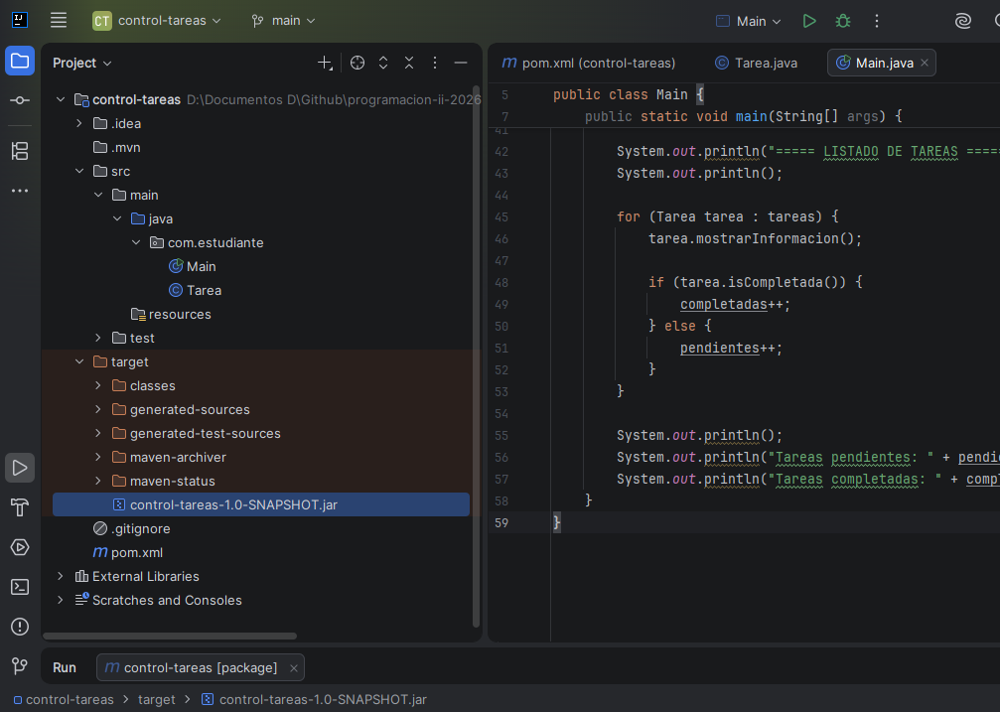 IJ
CT control-tareas main Main
Project
pom.xml (control-tareas) Tarea.java Main.java
control-tareas D:\Documentos D\Github\programacion-ii-2026
.idea
.mvn
src
main
java
com.estudiante
Main
Tarea
resources
test
target
classes
generated-sources
generated-test-sources
maven-archiver
maven-status
control-tareas-1.0-SNAPSHOT.jar
.gitignore
m pom.xml
External Libraries
Scratches and Consoles
5 public class Main {
7 public static void main(String[] args) {
41
42 System.out.println("===== LISTADO DE TAREAS =====
43 System.out.println();
44
45 for (Tarea tarea : tareas) {
46 tarea.mostrarInformacion();
47
48 if (tarea.isCompletada()) {
49 completadas++;
50 } else {
51 pendientes++;
52 }
53 }
54
55 System.out.println();
56 System.out.println("Tareas pendientes: " + pendi
57 System.out.println("Tareas completadas: " + comp
58 }
59 }
Run m control-tareas [package]
control-tareas > target > control-tareas-1.0-SNAPSHOT.jar